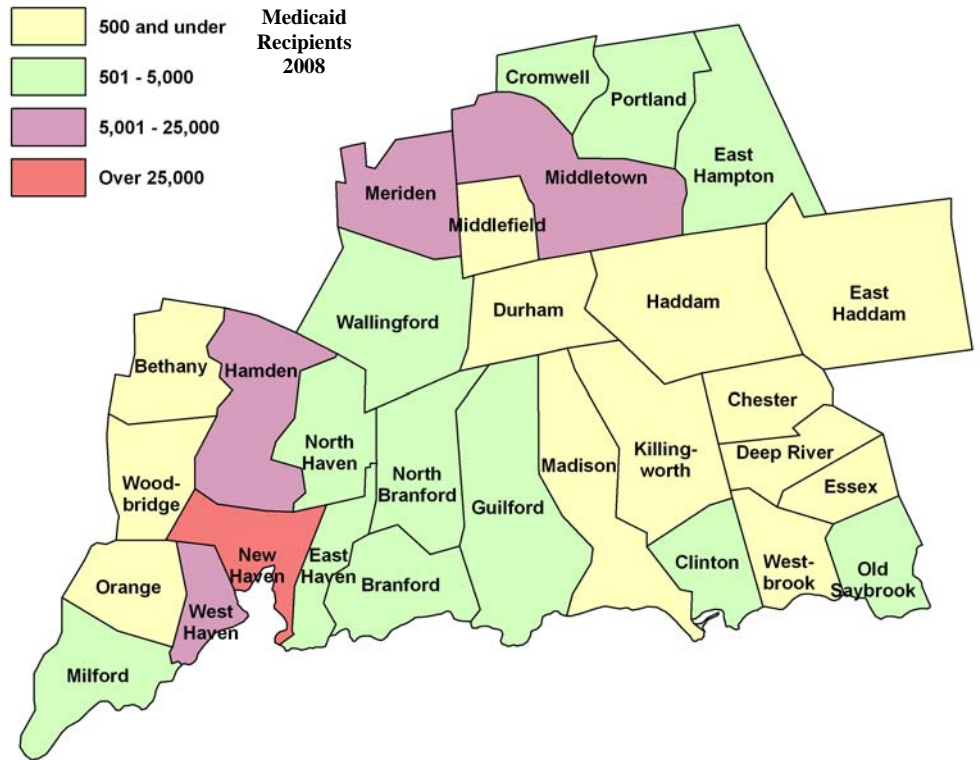 500 and under
501 - 5,000
5,001 - 25,000
Over 25,000
Medicaid
Recipients
2008
Cromwell
Portland
East
Hampton
Meriden
Middletown
Middlefield
Wallingford
Durham
Haddam
East
Haddam
Bethany
Hamden
North
Haven
North
Branford
Guilford
Madison
Killing-
worth
Chester
Deep River
Essex
Wood-
bridge
New
Haven
East
Haven
Branford
Clinton
West-
brook
Old
Saybrook
Orange
West
Haven
Milford